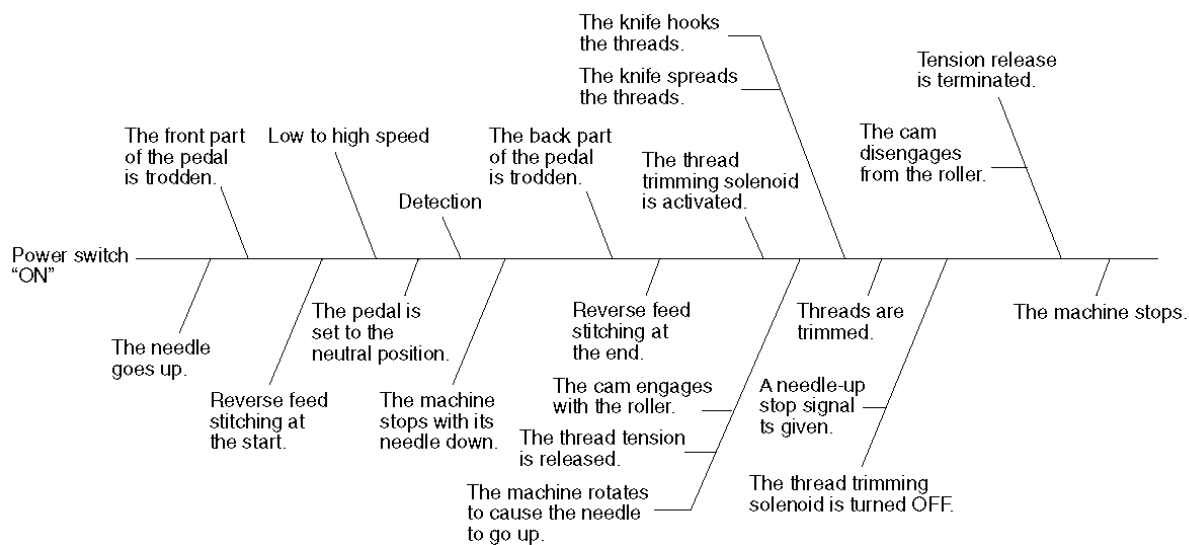 The knife hooks
the threads.
The knife spreads
the threads.
Tension release
is terminated.
The front part
of the pedal
is trodden.
Low to high speed
The back part
of the pedal
is trodden.
The thread
trimming solenoid
is activated.
The cam
disengages
from the roller.
Detection
Power switch
“ON”
The needle
goes up.
The pedal is
set to the
neutral position.
Reverse feed
stitching at
the end.
Threads are
trimmed.
The machine stops.
Reverse feed
stitching at
the start.
The machine
stops with its
needle down.
The cam engages
with the roller.
The thread tension
is released.
The machine rotates
to cause the needle
to go up.
A needle-up
stop signal
ts given.
The thread trimming
solenoid is turned OFF.